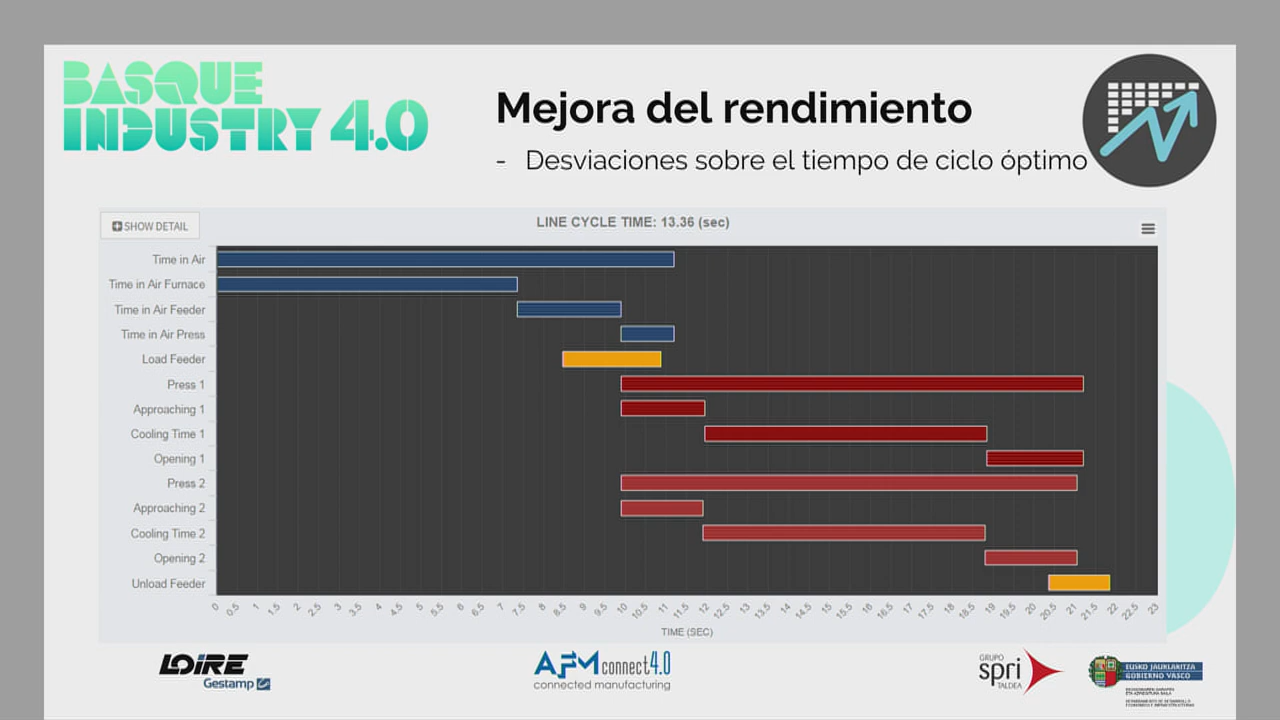 BASQUE
INDUSTRY 4.0
Mejora del rendimiento
- Desviaciones sobre el tiempo de ciclo óptimo
SHOW DETAIL
LINE CYCLE TIME: 13.36 (sec)
Time in Air
Time in Air Furnace
Time in Air Feeder
Time in Air Press
Load Feeder
Press 1
Approaching 1
Cooling Time 1
Opening 1
Press 2
Approaching 2
Cooling Time 2
Opening 2
Unload Feeder
0 0.5 1 1.5 2 2.5 3 3.5 4 4.5 5 5.5 6 6.5 7 7.5 8 8.5 9 9.5 10 10.5 11 11.5 12 12.5 13 13.5 14 14.5 15 15.5 16 16.5 17 17.5 18 18.5 19 19.5 20 20.5 21 21.5 22 22.5 23
TIME (SEC)
LOIRE
Gestamp
AFM connect4.0
connected manufacturing
GRUPO
spri
TALDEA
EUSKO JAURLARITZA
GOBIERNO VASCO